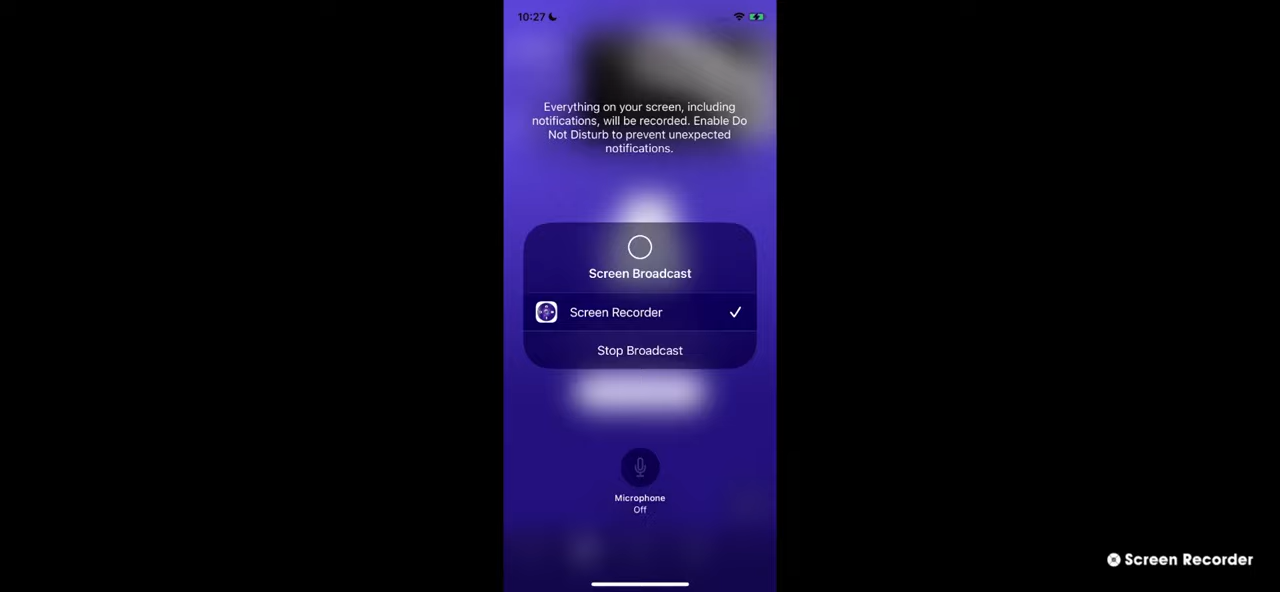 10:27
Everything on your screen, including
notifications, will be recorded. Enable Do
Not Disturb to prevent unexpected
notifications.
Screen Broadcast
Screen Recorder
Stop Broadcast
Microphone
Off
Screen Recorder